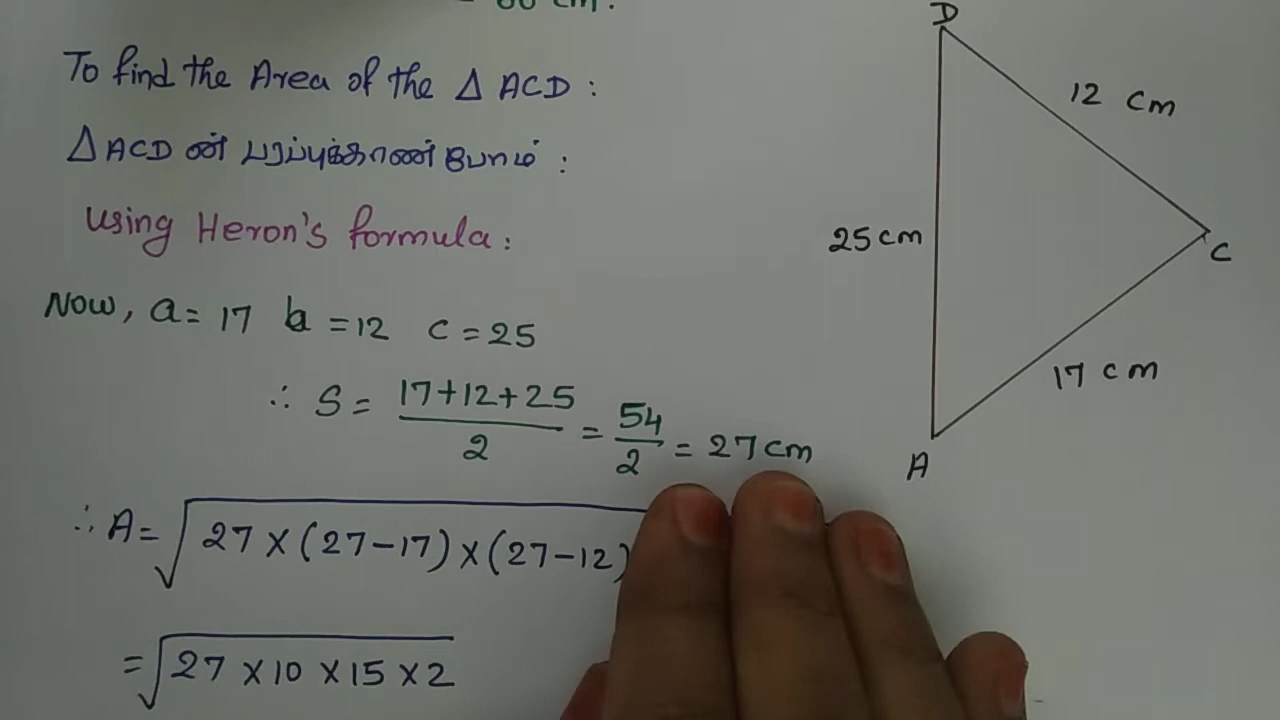 = 60 cm.
To find the Area of the Δ ACD :
Δ ACD ன் பரப்புக்காண்போம் :
Using Heron's formula :
Now, a = 17 b = 12 c = 25
∴ S = 17+12+25 / 2 = 54 / 2 = 27 cm
∴ A = √ 27 × (27-17) × (27-12)
= √ 27 × 10 × 15 × 2
D
12 cm
25 cm
C
17 cm
A